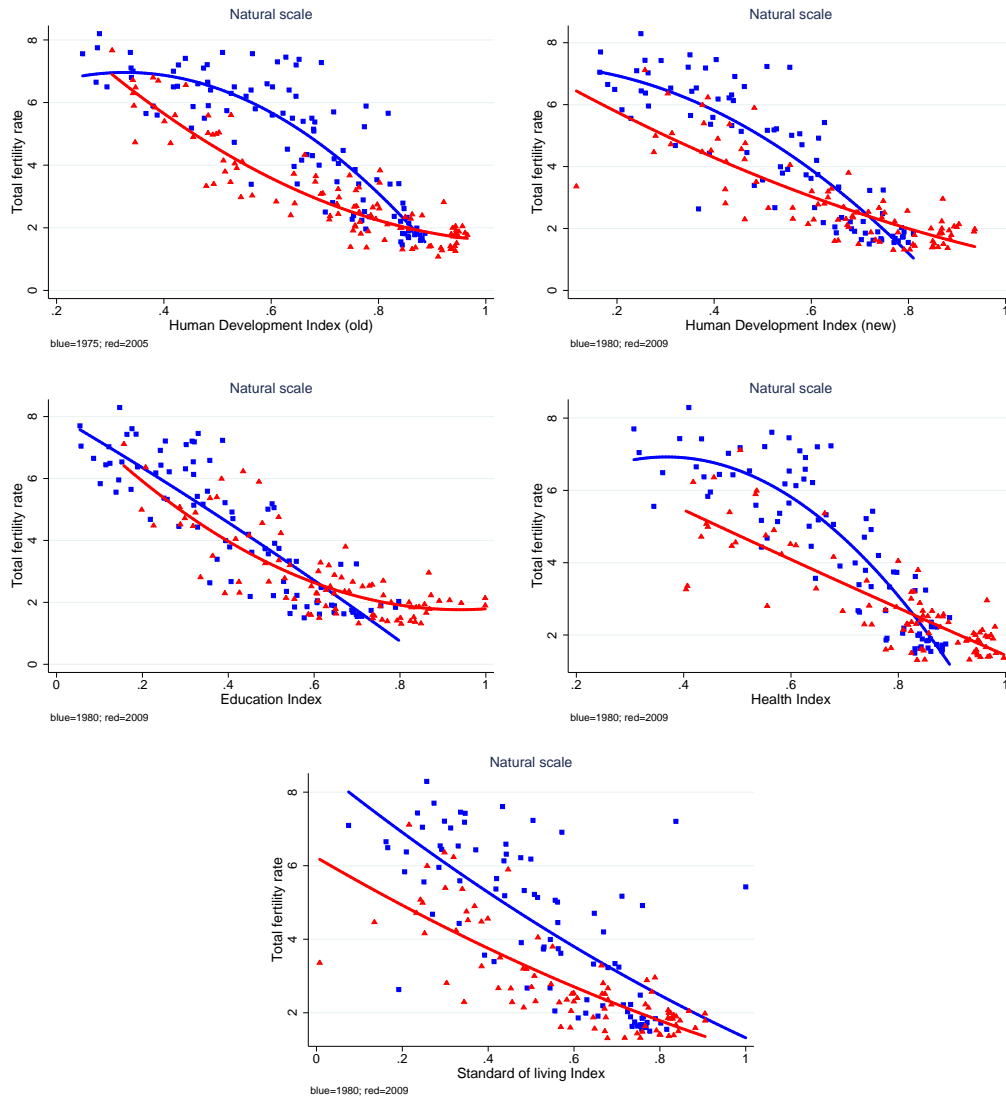 Natural scale
Total fertility rate
0 2 4 6 8
.2 .4 .6 .8 1
Human Development Index (old)
blue=1975; red=2005
Natural scale
Total fertility rate
0 2 4 6 8
.2 .4 .6 .8 1
Human Development Index (new)
blue=1980; red=2009
Natural scale
Total fertility rate
0 2 4 6 8
0 .2 .4 .6 .8 1
Education Index
blue=1980; red=2009
Natural scale
Total fertility rate
2 4 6 8
.2 .4 .6 .8 1
Health Index
blue=1980; red=2009
Natural scale
Total fertility rate
2 4 6 8
0 .2 .4 .6 .8 1
Standard of living Index
blue=1980; red=2009